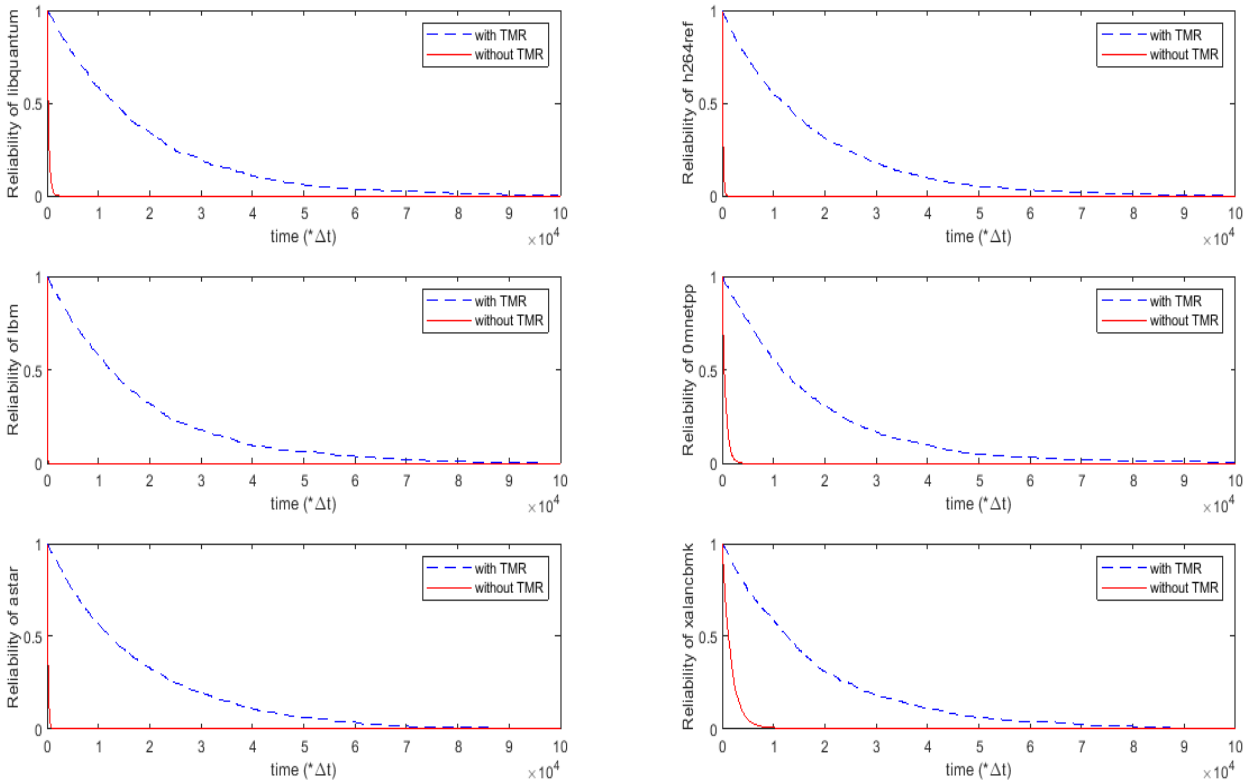 Reliability of libquantum
1
0.5
0
with TMR
without TMR
0 1 2 3 4 5 6 7 8 9 10
time (*Δt)
×10^4
Reliability of h264ref
1
0.5
0
with TMR
without TMR
0 1 2 3 4 5 6 7 8 9 10
time (*Δt)
×10^4
Reliability of lbm
1
0.5
0
with TMR
without TMR
0 1 2 3 4 5 6 7 8 9 10
time (*Δt)
×10^4
Reliability of 0mnetpp
1
0.5
0
with TMR
without TMR
0 1 2 3 4 5 6 7 8 9 10
time (*Δt)
×10^4
Reliability of astar
1
0.5
0
with TMR
without TMR
0 1 2 3 4 5 6 7 8 9 10
time (*Δt)
×10^4
Reliability of xalancbmk
1
0.5
0
with TMR
without TMR
0 1 2 3 4 5 6 7 8 9 10
time (*Δt)
×10^4